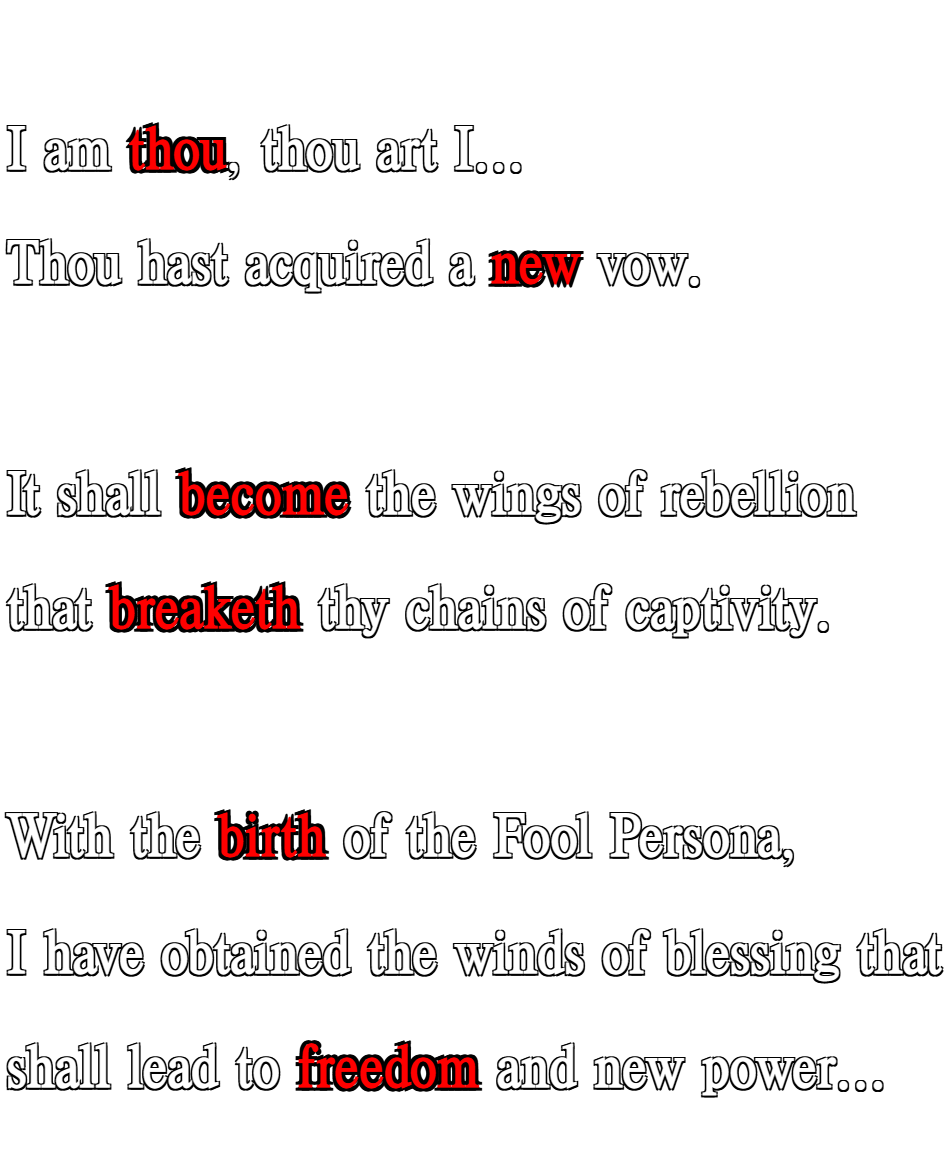 I am thou, thou art I...
Thou hast acquired a new vow.
It shall become the wings of rebellion
that breaketh thy chains of captivity.
With the birth of the Fool Persona,
I have obtained the winds of blessing that
shall lead to freedom and new power...